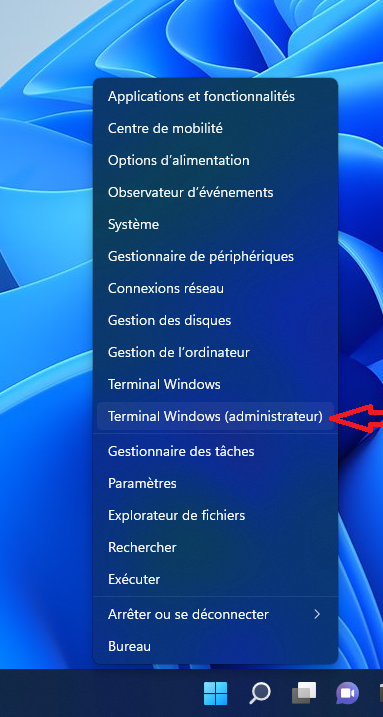 Applications et fonctionnalités
Centre de mobilité
Options d’alimentation
Observateur d’événements
Système
Gestionnaire de périphériques
Connexions réseau
Gestion des disques
Gestion de l’ordinateur
Terminal Windows
Terminal Windows (administrateur)
Gestionnaire des tâches
Paramètres
Explorateur de fichiers
Rechercher
Exécuter
Arrêter ou se déconnecter
Bureau